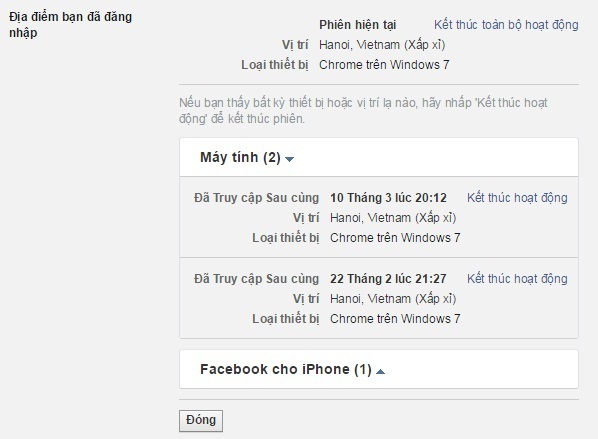 Địa điểm bạn đã đăng
nhập
Phiên hiện tại Kết thúc toàn bộ hoạt động
Vị trí Hanoi, Vietnam (Xấp xỉ)
Loại thiết bị Chrome trên Windows 7
Nếu bạn thấy bất kỳ thiết bị hoặc vị trí lạ nào, hãy nhấp 'Kết thúc hoạt
động' để kết thúc phiên.
Máy tính (2)
Đã Truy cập Sau cùng 10 Tháng 3 lúc 20:12 Kết thúc hoạt động
Vị trí Hanoi, Vietnam (Xấp xỉ)
Loại thiết bị Chrome trên Windows 7
Đã Truy cập Sau cùng 22 Tháng 2 lúc 21:27 Kết thúc hoạt động
Vị trí Hanoi, Vietnam (Xấp xỉ)
Loại thiết bị Chrome trên Windows 7
Facebook cho iPhone (1)
Đóng